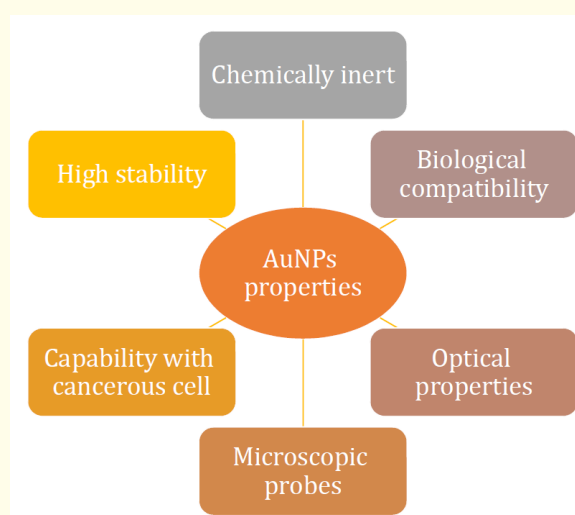 Chemically inert
High stability
Biological
compatibility
AuNPs
properties
Capability with
cancerous cell
Optical
properties
Microscopic
probes